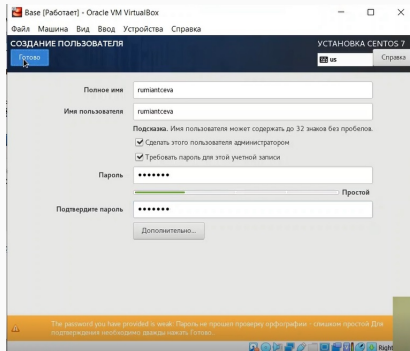 Base [Работает] - Oracle VM VirtualBox
Файл Машина Вид Ввод Устройства Справка
СОЗДАНИЕ ПОЛЬЗОВАТЕЛЯ
УСТАНОВКА CENTOS 7
Готово
us
Справка
Полное имя
rumiantceva
Имя пользователя
rumiantceva
Подсказка. Имя пользователя может содержать до 32 знаков без пробелов.
Сделать этого пользователя администратором
Требовать пароль для этой учетной записи
Пароль
•••••••
Простой
Подтвердите пароль
•••••••
Дополнительно...
The password you have provided is weak: Пароль не прошел проверку орфографии - слишком простой Для
подтверждения необходимо дважды нажать Готово.
Right